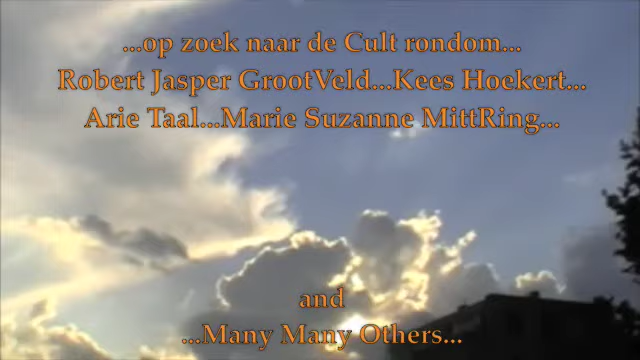 ...op zoek naar de Cult rondom...
Robert Jasper GrootVeld...Kees Hoekert...
Arie Taal...Marie Suzanne MittRing...
and
...Many Many Others...